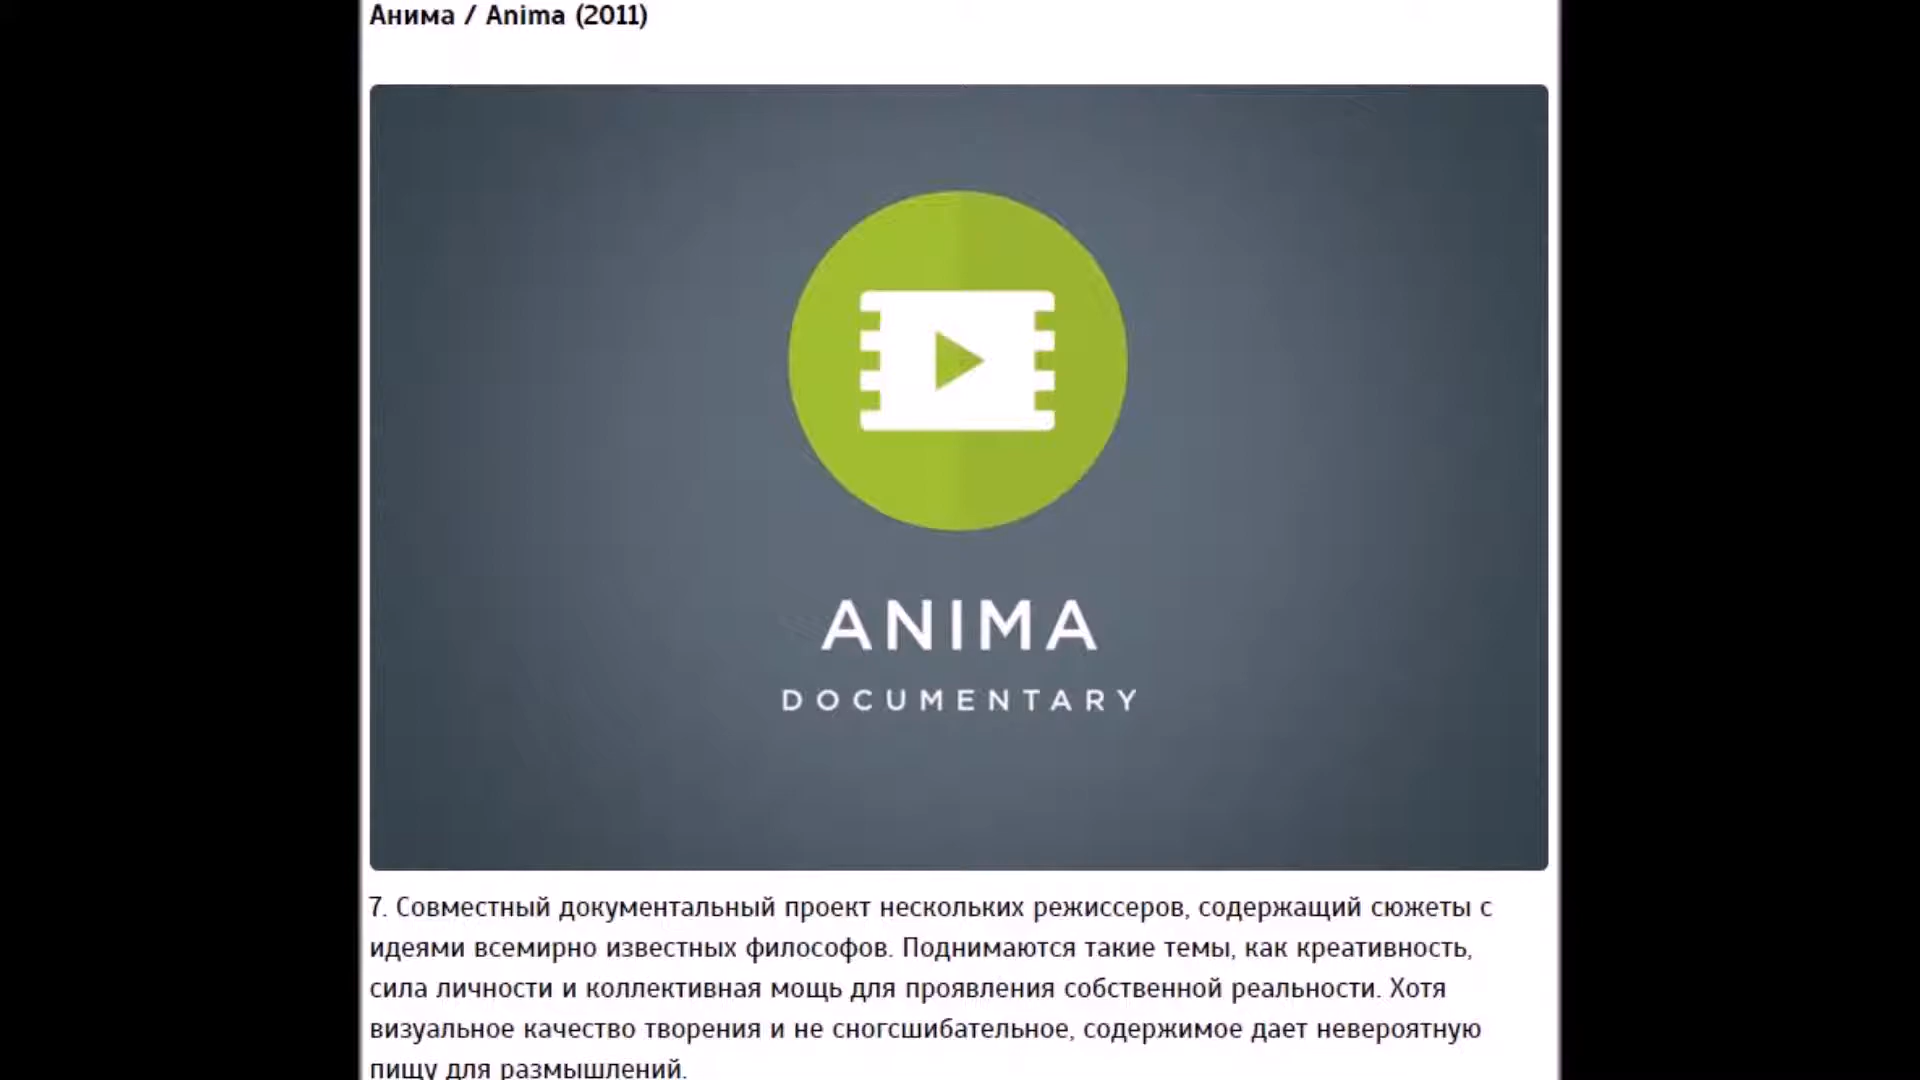 Анима / Anima (2011)
ANIMA
DOCUMENTARY
7. Совместный документальный проект нескольких режиссеров, содержащий сюжеты с
идеями всемирно известных философов. Поднимаются такие темы, как креативность,
сила личности и коллективная мощь для проявления собственной реальности. Хотя
визуальное качество творения и не сногсшибательное, содержимое дает невероятную
пищу для размышлений.